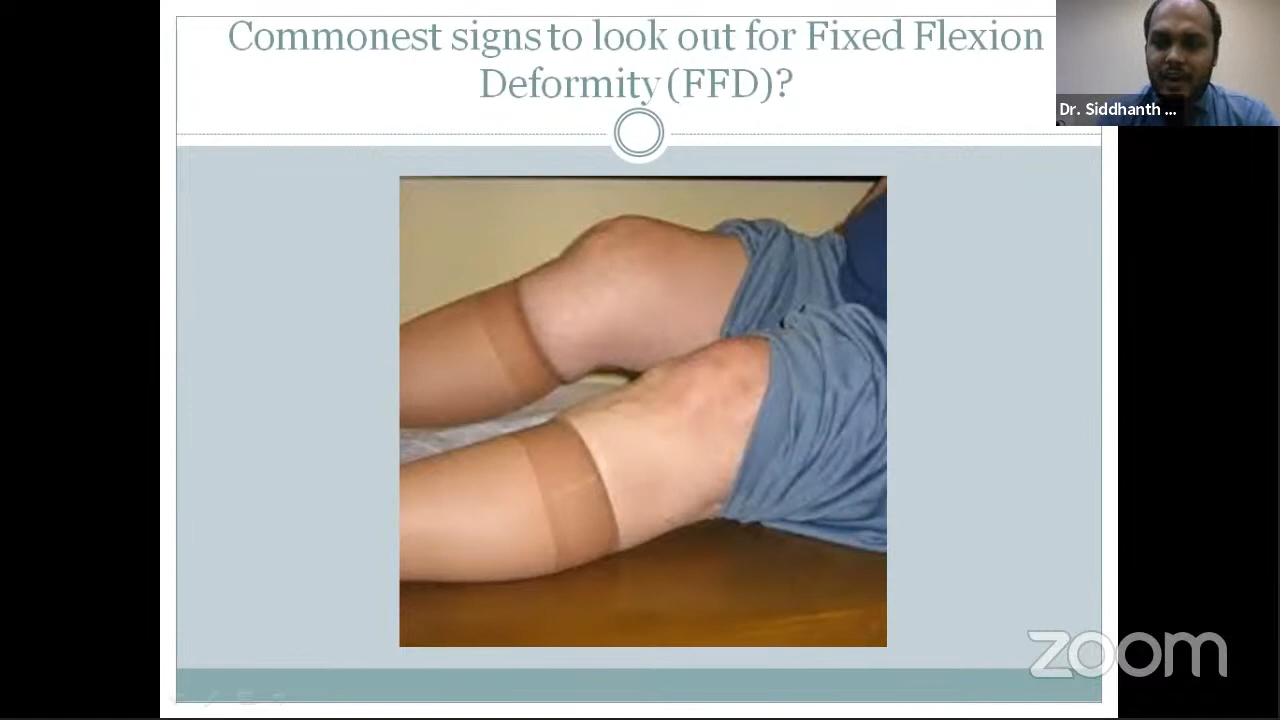 Commonest signs to look out for Fixed Flexion
Deformity (FFD)?
Dr. Siddhanth ...
zoom